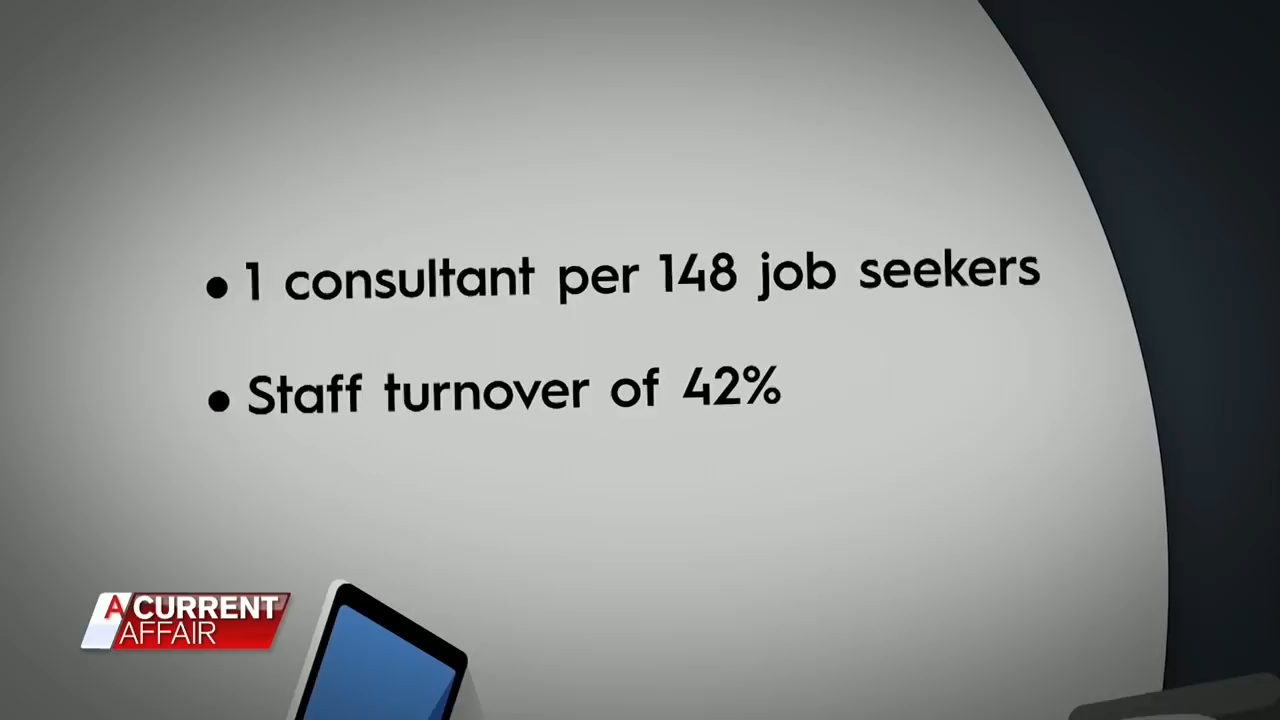 • 1 consultant per 148 job seekers
• Staff turnover of 42%
A CURRENT
AFFAIR